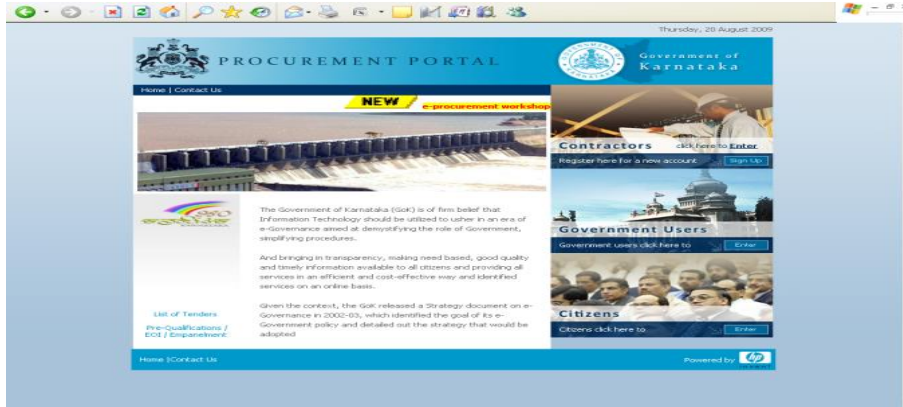 Thursday, 20 August 2009
PROCUREMENT PORTAL
Government of
Karnataka
Home | Contact Us
NEW e-procurement workshop
Contractors click here to Enter
Register here for a new account Sign Up
Government Users
Government users click here to Enter
Citizens
Citizens click here to Enter
The Government of Karnataka (GoK) is of firm belief that
Information Technology should be utilized to usher in an era of
e-Governance aimed at demystifying the role of Government,
simplifying procedures.
And bringing in transparency, making need based, good quality
and timely information available to all citizens and providing all
services in an efficient and cost-effective way and identified
services on an online basis.
Given the context, the GoK released a Strategy document on e-
Governance in 2002-03, which identified the goal of its e-
Government policy and detailed out the strategy that would be
adopted
List of Tenders
Pre-Qualifications /
EOI / Empanelment
Home |Contact Us
Powered by hp